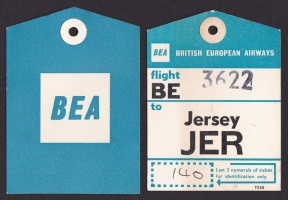 BEA
BEA BRITISH EUROPEAN AIRWAYS
flight
BE 3622
to
Jersey
JER
140
Last 3 numerals of ticket
for identification only
T250